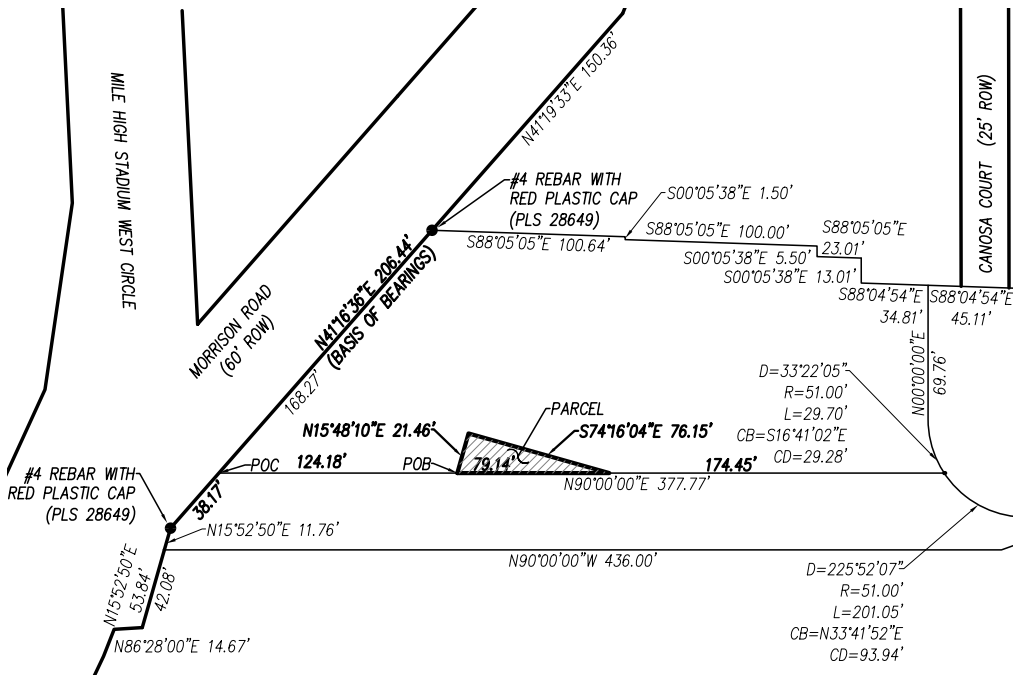 MILE HIGH STADIUM WEST CIRCLE
MORRISON ROAD
(60' ROW)
N41°19'33"E 150.36'
CANOSA COURT (25' ROW)
#4 REBAR WITH
RED PLASTIC CAP
(PLS 28649)
S00°05'38"E 1.50'
S88°05'05"E 100.64'
S88°05'05"E 100.00'
S88°05'05"E
23.01'
S00°05'38"E 5.50'
S00°05'38"E 13.01'
S88°04'54"E
34.81'
S88°04'54"E
45.11'
N41°16'36"E 206.44'
(BASIS OF BEARINGS)
168.27'
N00°00'00"E
69.76'
D=33°22'05"
R=51.00'
L=29.70'
CB=S16°41'02"E
CD=29.28'
PARCEL
N15°48'10"E 21.46'
S74°16'04"E 76.15'
POC
124.18'
POB
79.14'
174.45'
N90°00'00"E 377.77'
#4 REBAR WITH
RED PLASTIC CAP
(PLS 28649)
38.17'
N15°52'50"E 11.76'
N90°00'00"W 436.00'
N15°52'50"E
53.84'
42.08'
N86°28'00"E 14.67'
D=225°52'07"
R=51.00'
L=201.05'
CB=N33°41'52"E
CD=93.94'